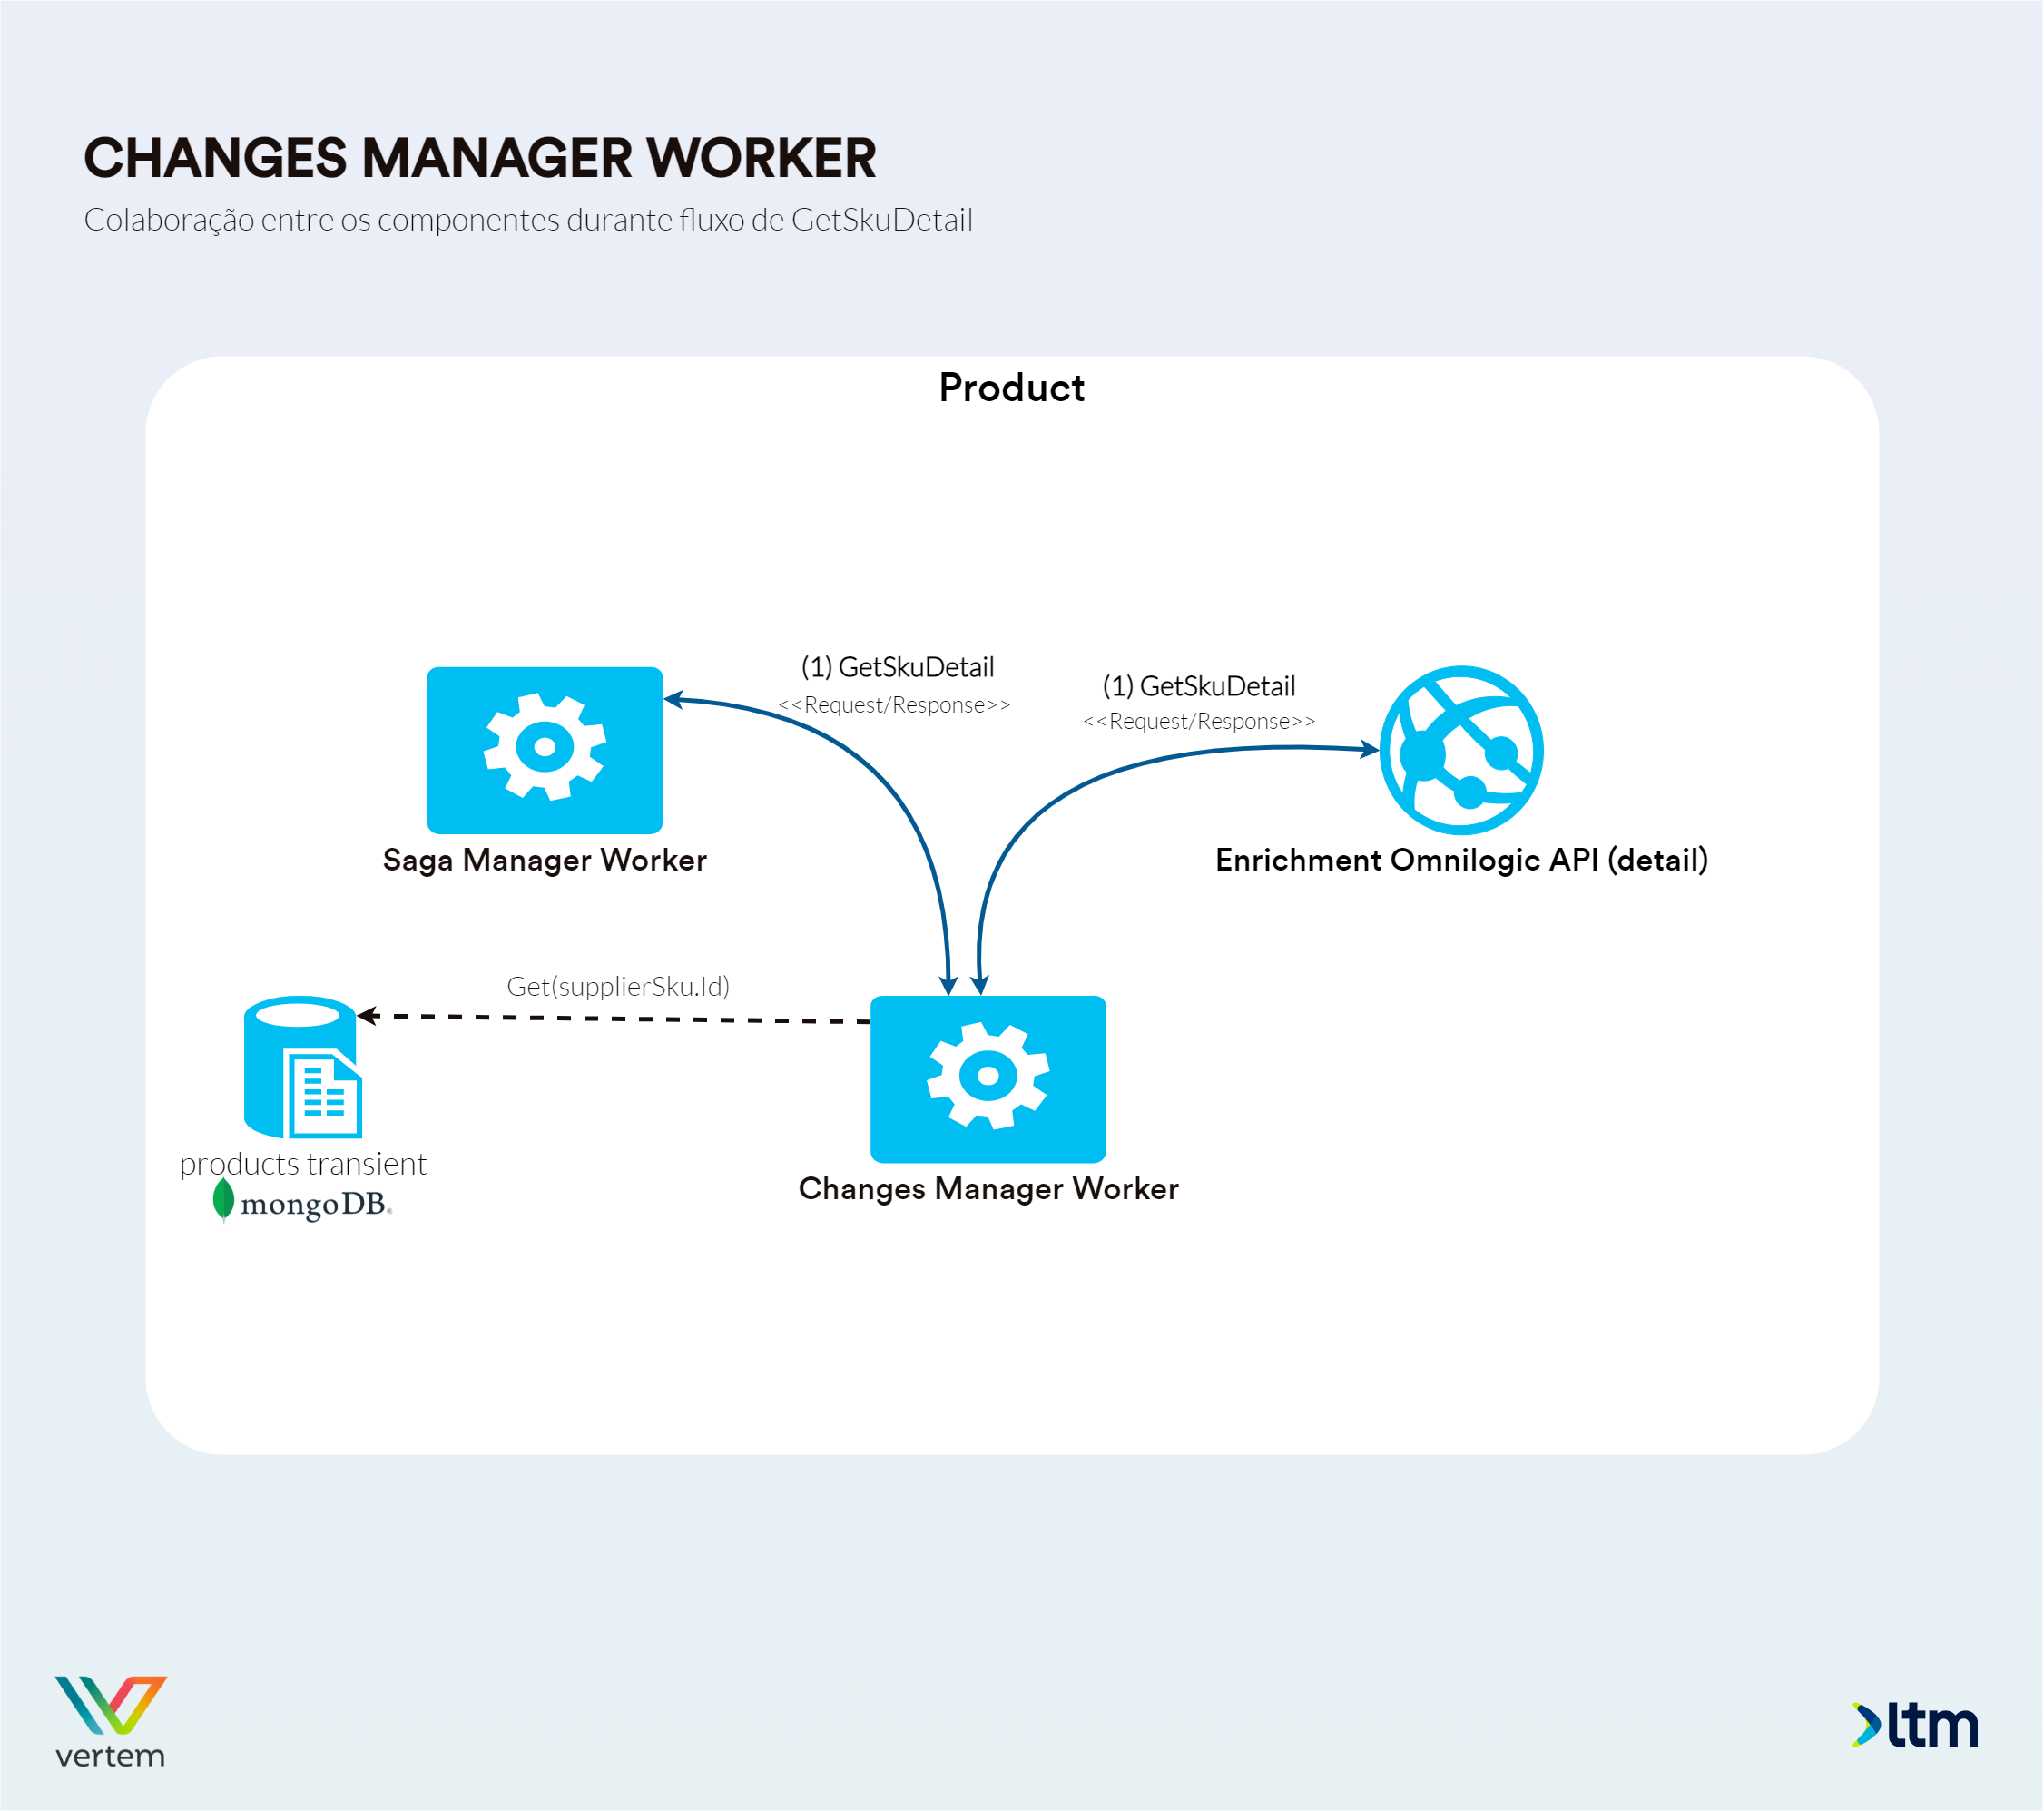 CHANGES MANAGER WORKER
Colaboração entre os componentes durante fluxo de GetSkuDetail
Product
(1) GetSkuDetail
<<Request/Response>>
(1) GetSkuDetail
<<Request/Response>>
Saga Manager Worker
Enrichment Omnilogic API (detail)
Get(supplierSku.Id)
products transient
mongoDB®
Changes Manager Worker
vertem
ltm